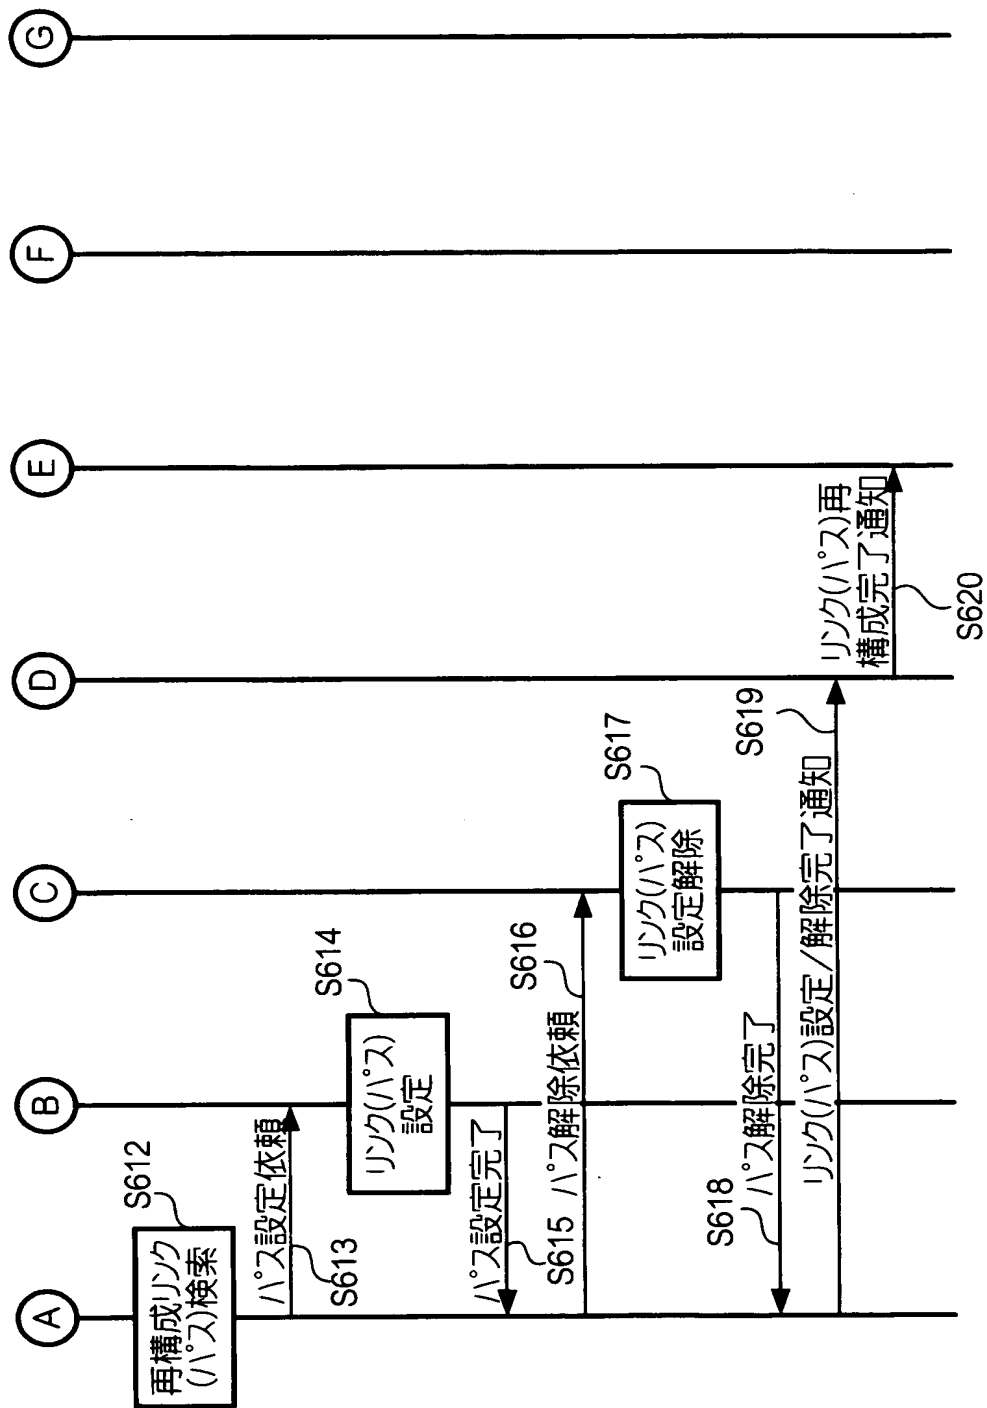 A
B
C
D
E
F
G
再構成リンク
(パス)検索
S612
パス設定依頼
S613
リンク(パス)
設定
S614
パス設定完了
S615
パス解除依頼
S616
リンク(パス)
設定解除
S617
パス解除完了
S618
リンク(パス)設定/解除完了通知
S619
リンク(パス)再
構成完了通知
S620